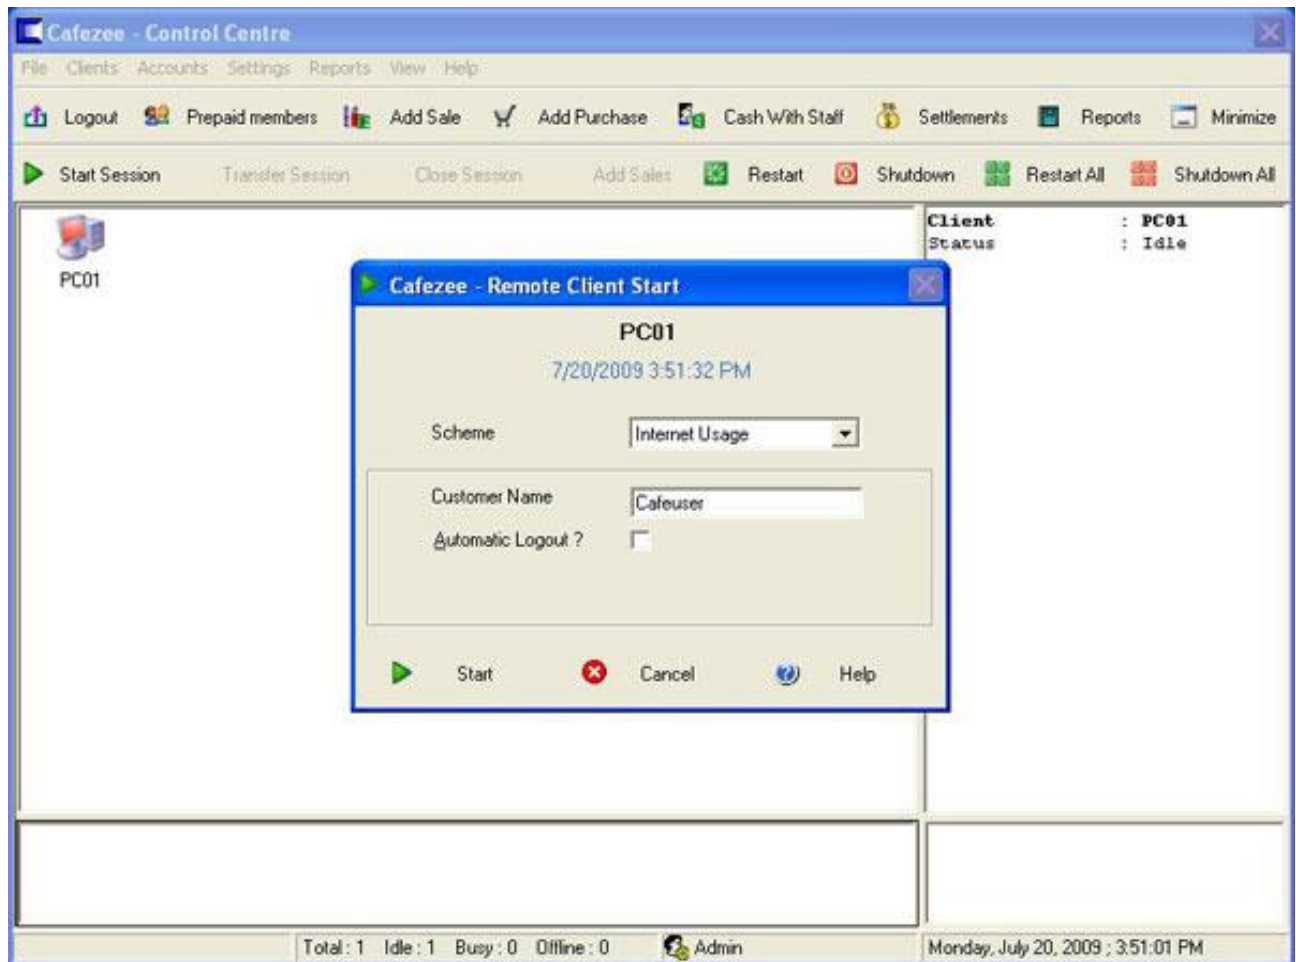 Cafezee - Control Centre
File Clients Accounts Settings Reports View Help
Logout Prepaid members Add Sale Add Purchase Cash With Staff Settlements Reports Minimize
Start Session Transfer Session Close Session Add Sales Restart Shutdown Restart All Shutdown All
PC01
Client : PC01
Status : Idle
Cafezee - Remote Client Start
PC01
7/20/2009 3:51:32 PM
Scheme Internet Usage
Customer Name Cafeuser
Automatic Logout ?
Start Cancel Help
Total : 1 Idle : 1 Busy : 0 Offline : 0 Admin Monday, July 20, 2009 ; 3:51:01 PM